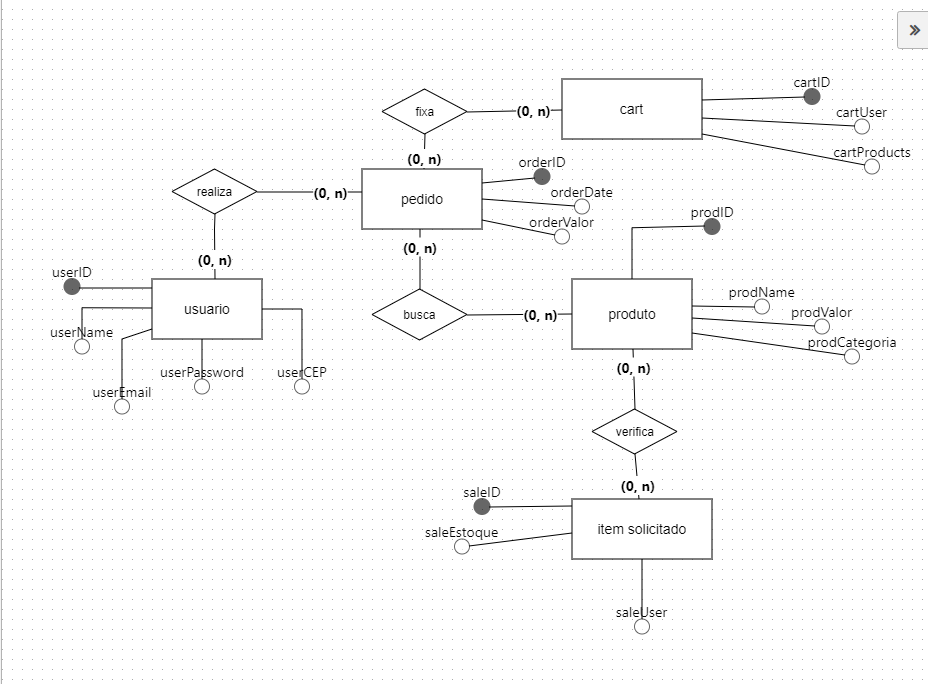 cartID
fixa
(0, n)
cart
cartUser
cartProducts
(0, n)
orderID
realiza
(0, n)
pedido
orderDate
orderValor
prodID
(0, n)
(0, n)
userID
usuario
userName
userEmail
userPassword
userCEP
busca
(0, n)
produto
prodName
prodValor
prodCategoria
(0, n)
verifica
(0, n)
saleID
saleEstoque
item solicitado
saleUser